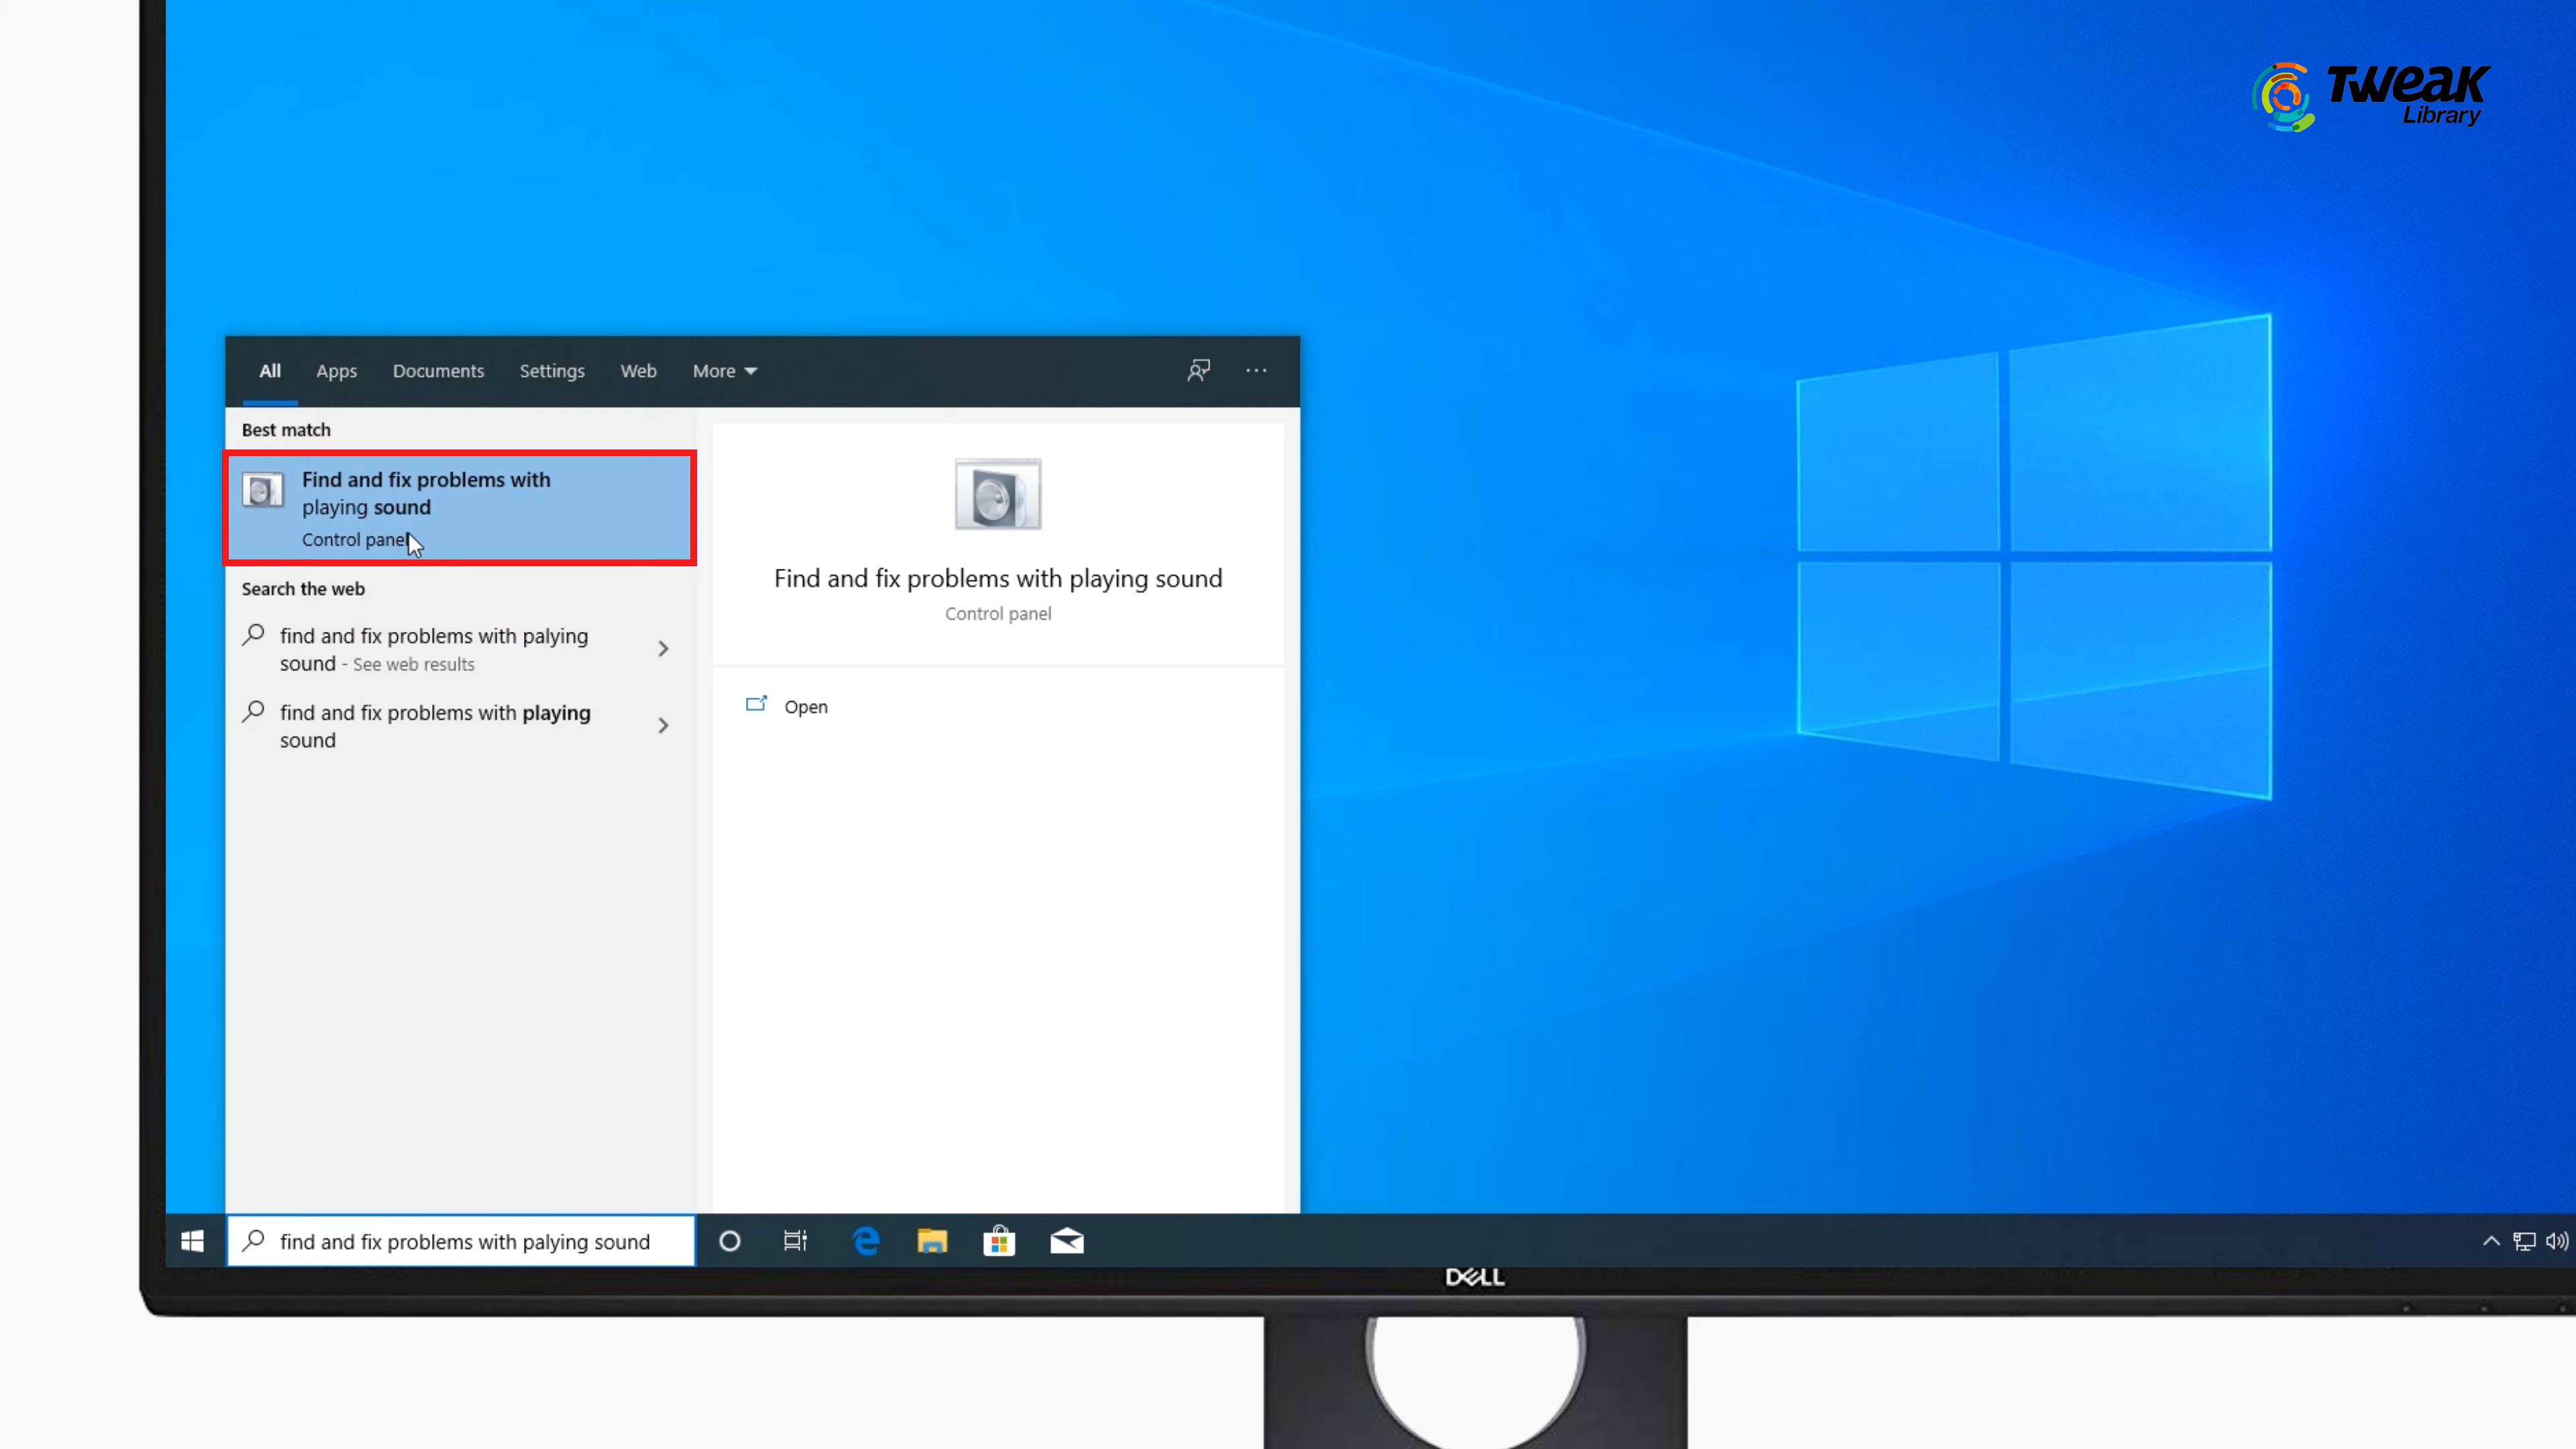 Tweak
Library
All Apps Documents Settings Web More
Best match
Find and fix problems with
playing sound
Control panel
Search the web
find and fix problems with palying
sound - See web results
find and fix problems with playing
sound
Find and fix problems with playing sound
Control panel
Open
find and fix problems with palying sound
DELL